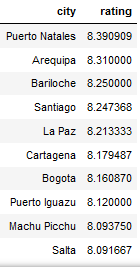 city rating
Puerto Natales 8.390909
Arequipa 8.310000
Bariloche 8.250000
Santiago 8.247368
La Paz 8.213333
Cartagena 8.179487
Bogota 8.160870
Puerto Iguazu 8.120000
Machu Picchu 8.093750
Salta 8.091667